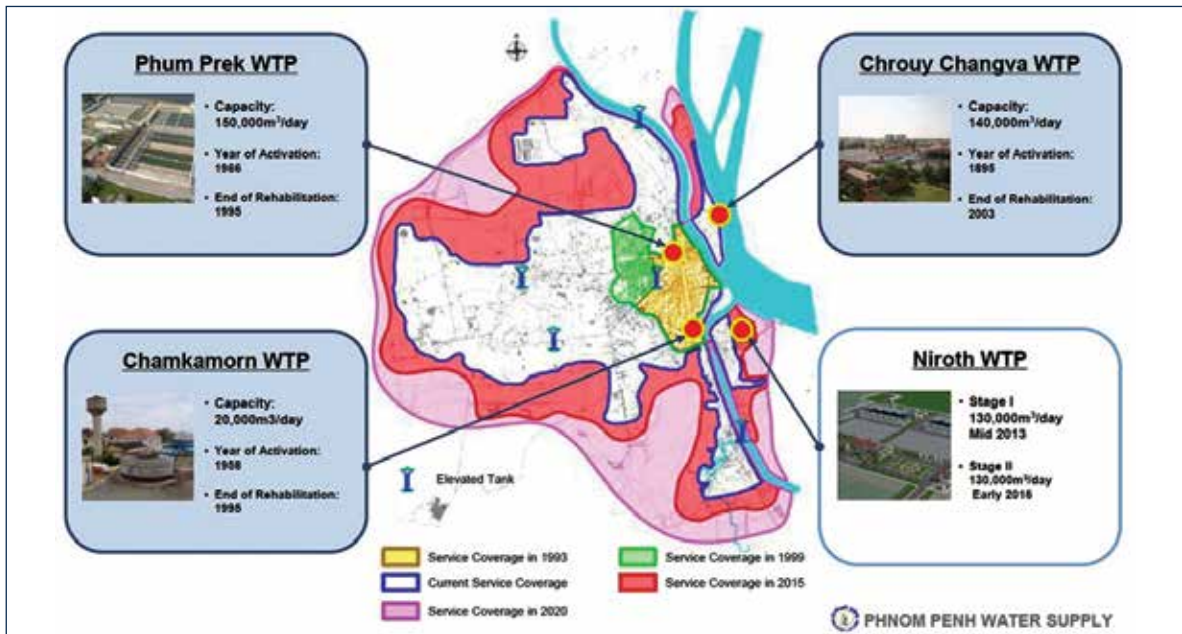 Phum Prek WTP
• Capacity:
150,000m³/day
• Year of Activation:
1966
• End of Rehabilitation:
1995
Chrouy Changva WTP
• Capacity:
140,000m³/day
• Year of Activation:
1895
• End of Rehabilitation:
2003
Chamkamorn WTP
• Capacity:
20,000m3/day
• Year of Activation:
1958
• End of Rehabilitation:
1995
Niroth WTP
• Stage I
130,000m³/day
Mid 2013
• Stage II
130,000m³/day
Early 2016
Elevated Tank
Service Coverage in 1993
Service Coverage in 1999
Current Service Coverage
Service Coverage in 2015
Service Coverage in 2020
PHNOM PENH WATER SUPPLY